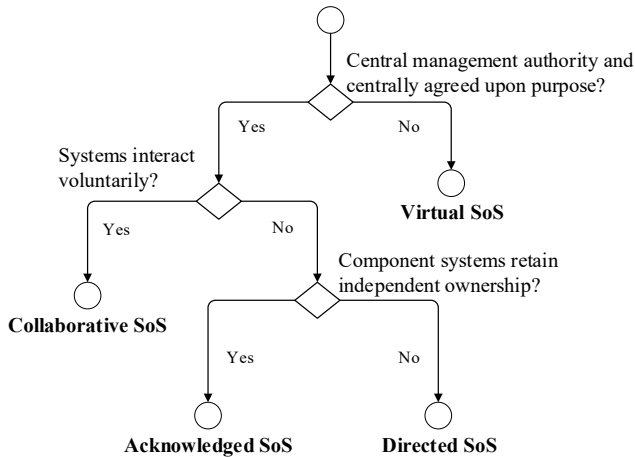 Central management authority and
centrally agreed upon purpose?
Yes
No
Systems interact
voluntarily?
Virtual SoS
Yes
No
Component systems retain
independent ownership?
Collaborative SoS
Yes
No
Acknowledged SoS
Directed SoS